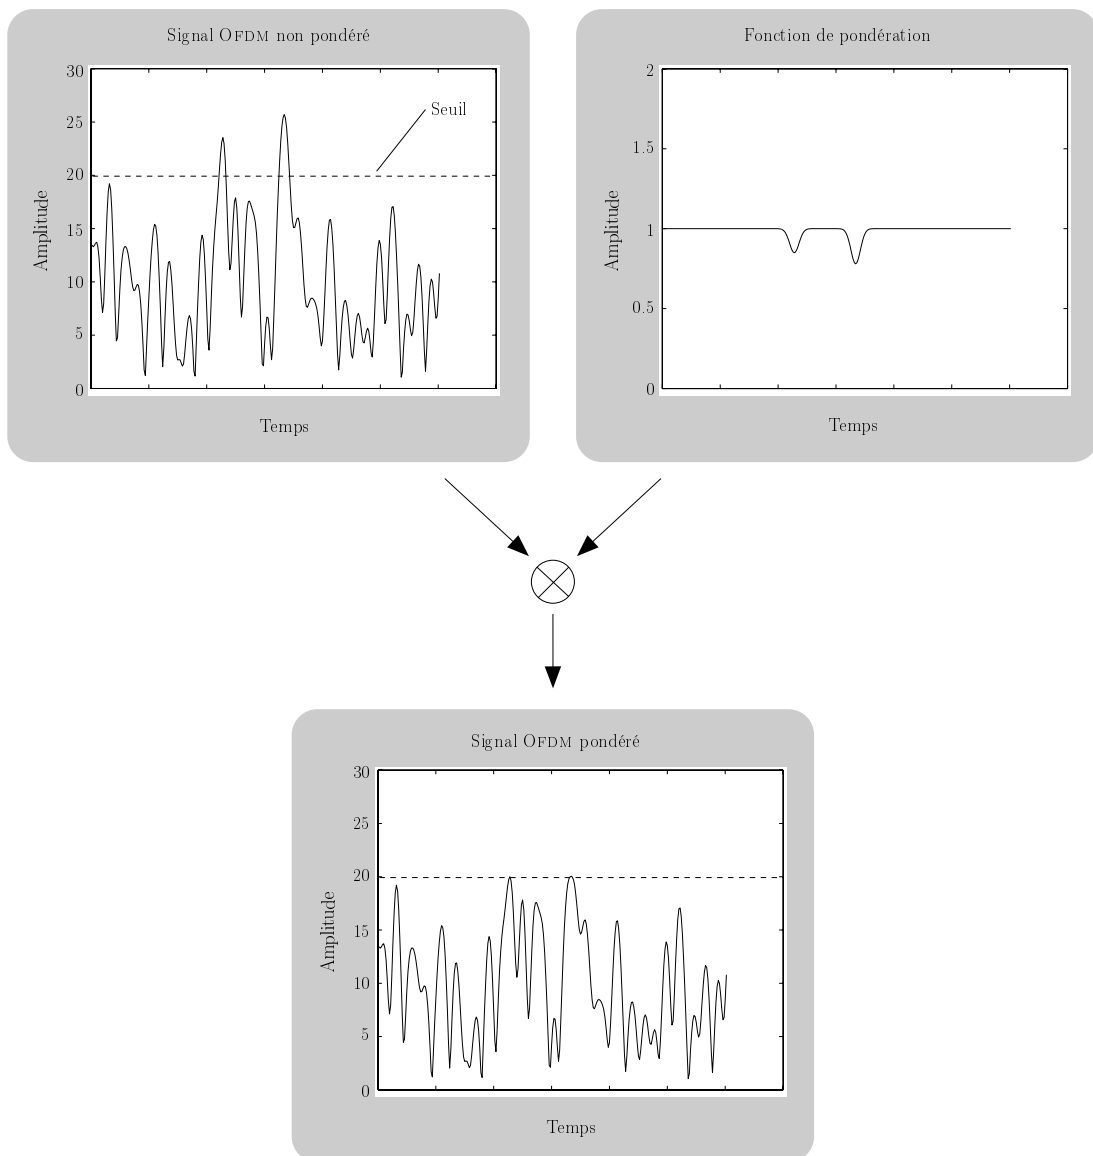 Signal OFDM non pondéré
30
25
20
15
10
5
0
Amplitude
Seuil
Temps
Fonction de pondération
2
1.5
1
0.5
0
Amplitude
Temps
Signal OFDM pondéré
30
25
20
15
10
5
0
Amplitude
Temps